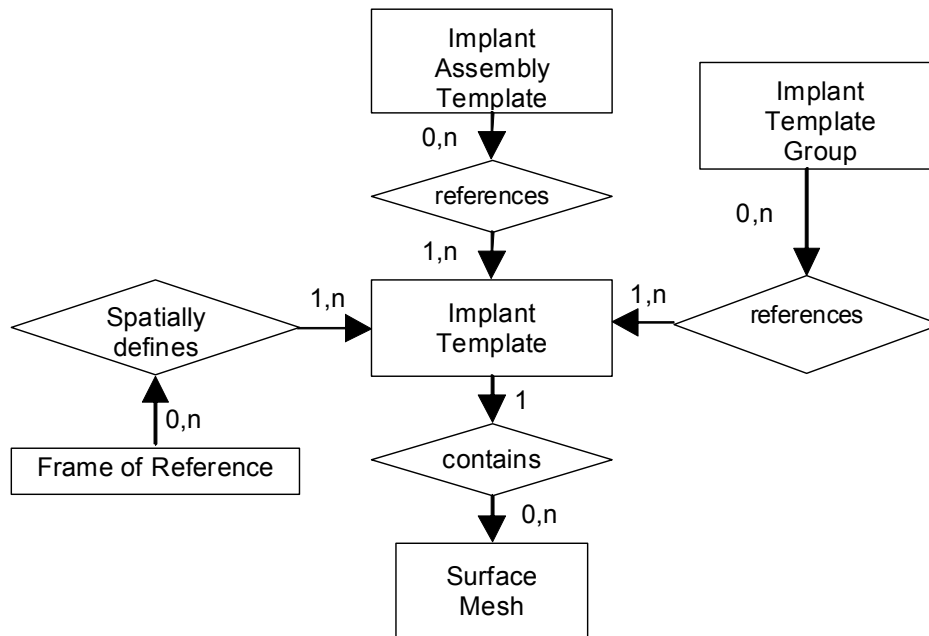 Implant
Assembly
Template
Implant
Template
Group
0,n
references
0,n
1,n
1,n
Spatially
defines
Implant
Template
1,n
references
0,n
1
Frame of Reference
contains
0,n
Surface
Mesh